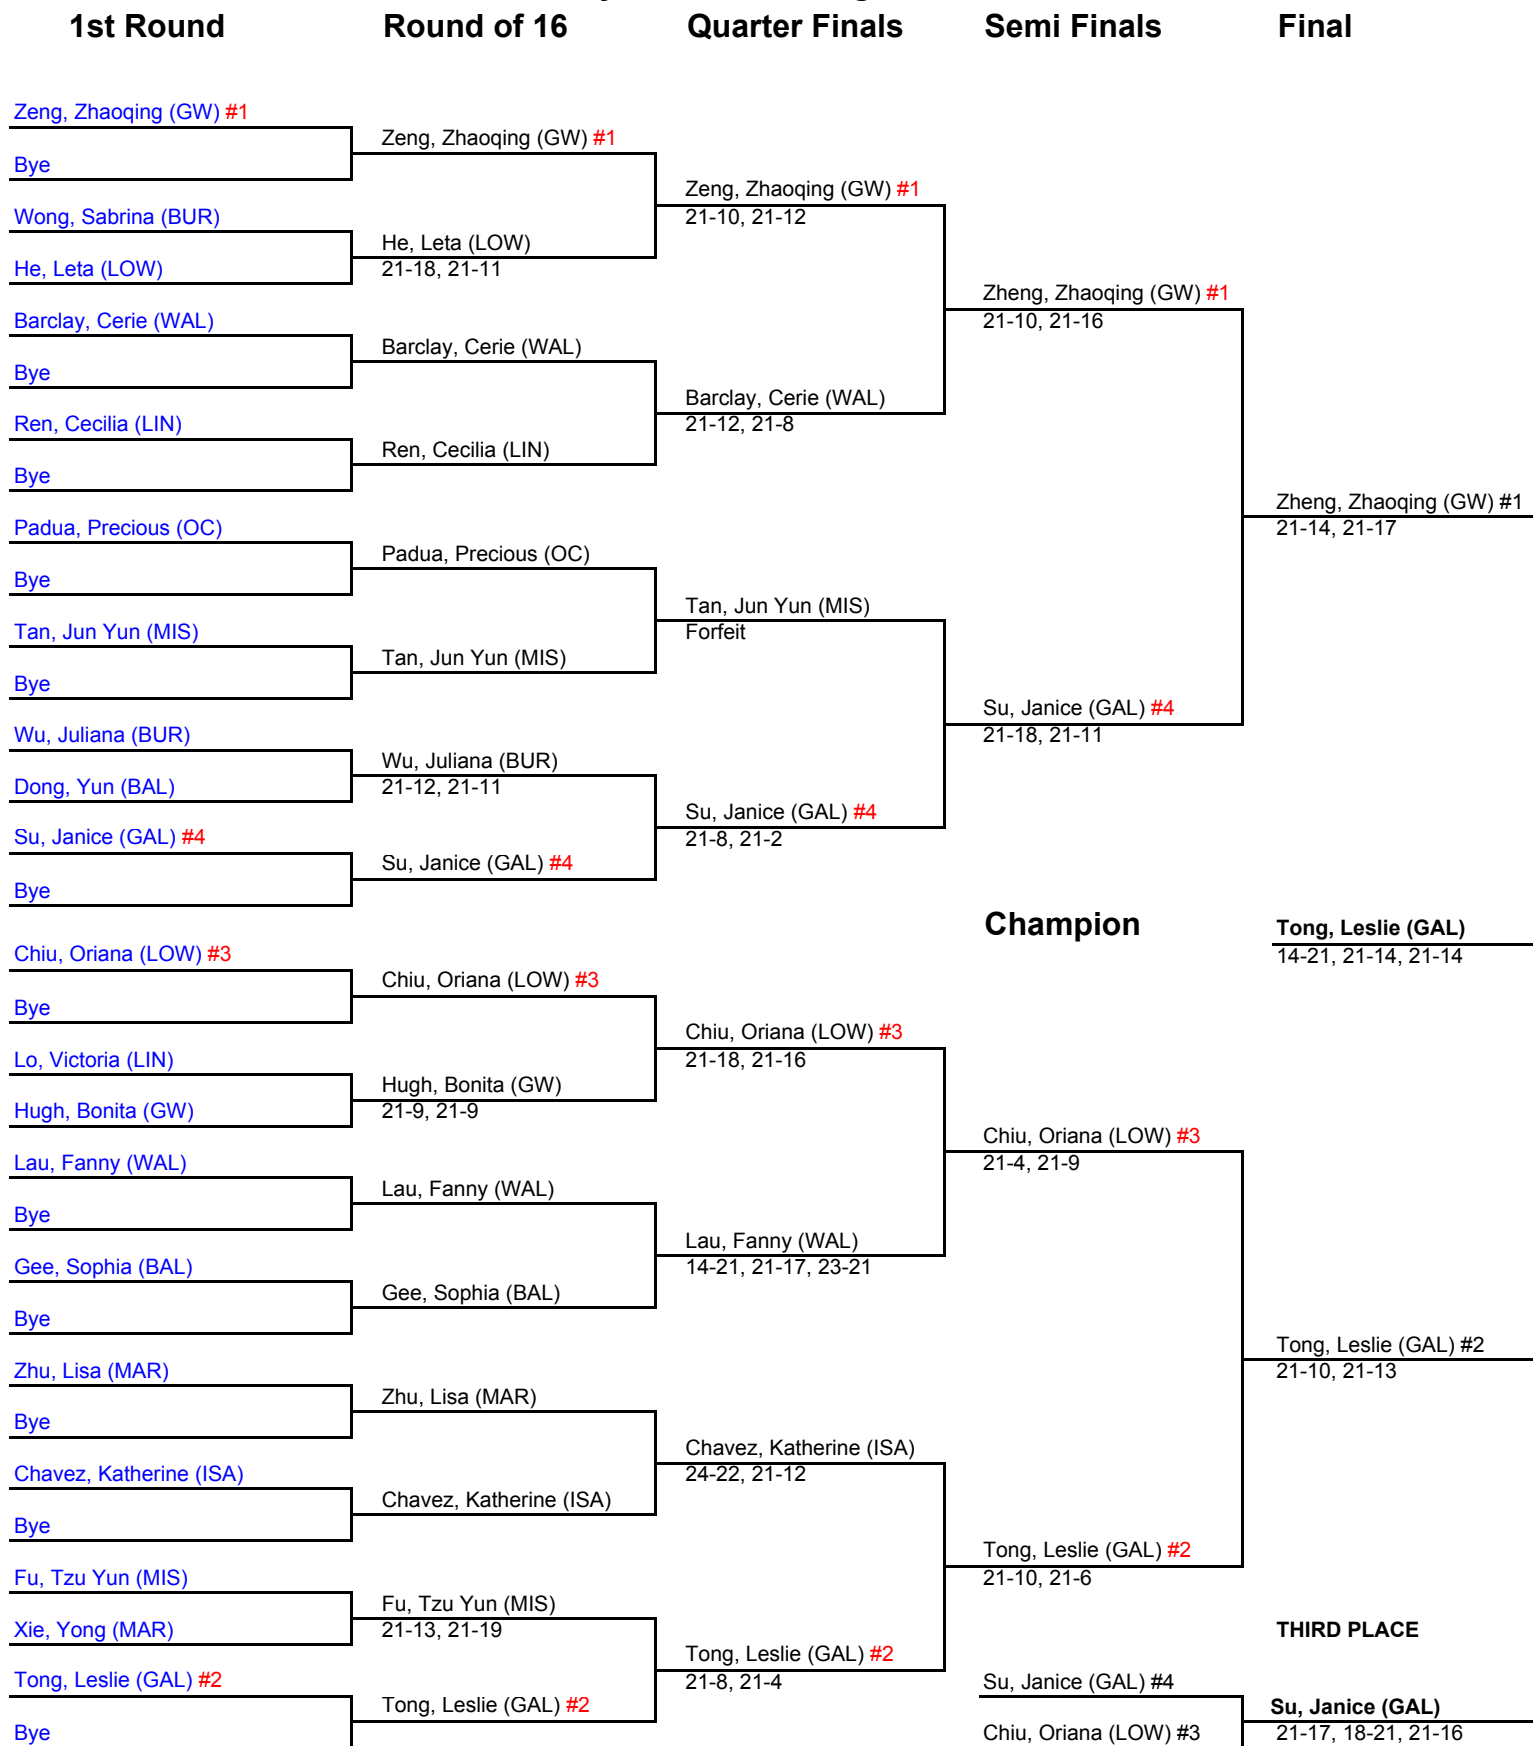 1st Round
Round of 16
Quarter Finals
Semi Finals
Final
Zeng, Zhaoqing (GW) #1
Bye
Wong, Sabrina (BUR)
He, Leta (LOW)
Barclay, Cerie (WAL)
Bye
Ren, Cecilia (LIN)
Bye
Padua, Precious (OC)
Bye
Tan, Jun Yun (MIS)
Bye
Wu, Juliana (BUR)
Dong, Yun (BAL)
Su, Janice (GAL) #4
Bye
Chiu, Oriana (LOW) #3
Bye
Lo, Victoria (LIN)
Hugh, Bonita (GW)
Lau, Fanny (WAL)
Bye
Gee, Sophia (BAL)
Bye
Zhu, Lisa (MAR)
Bye
Chavez, Katherine (ISA)
Bye
Fu, Tzu Yun (MIS)
Xie, Yong (MAR)
Tong, Leslie (GAL) #2
Bye
Zeng, Zhaoqing (GW) #1
He, Leta (LOW)
21-18, 21-11
Barclay, Cerie (WAL)
Ren, Cecilia (LIN)
Padua, Precious (OC)
Tan, Jun Yun (MIS)
Wu, Juliana (BUR)
21-12, 21-11
Su, Janice (GAL) #4
Chiu, Oriana (LOW) #3
Hugh, Bonita (GW)
21-9, 21-9
Lau, Fanny (WAL)
Gee, Sophia (BAL)
Zhu, Lisa (MAR)
Chavez, Katherine (ISA)
Fu, Tzu Yun (MIS)
21-13, 21-19
Tong, Leslie (GAL) #2
Zeng, Zhaoqing (GW) #1
21-10, 21-12
Barclay, Cerie (WAL)
21-12, 21-8
Tan, Jun Yun (MIS)
Forfeit
Su, Janice (GAL) #4
21-8, 21-2
Chiu, Oriana (LOW) #3
21-18, 21-16
Lau, Fanny (WAL)
14-21, 21-17, 23-21
Chavez, Katherine (ISA)
24-22, 21-12
Tong, Leslie (GAL) #2
21-8, 21-4
Zheng, Zhaoqing (GW) #1
21-10, 21-16
Su, Janice (GAL) #4
21-18, 21-11
Chiu, Oriana (LOW) #3
21-4, 21-9
Tong, Leslie (GAL) #2
21-10, 21-6
Zheng, Zhaoqing (GW) #1
21-14, 21-17
Tong, Leslie (GAL) #2
21-10, 21-13
Champion
Tong, Leslie (GAL)
14-21, 21-14, 21-14
THIRD PLACE
Su, Janice (GAL) #4
Chiu, Oriana (LOW) #3
Su, Janice (GAL)
21-17, 18-21, 21-16